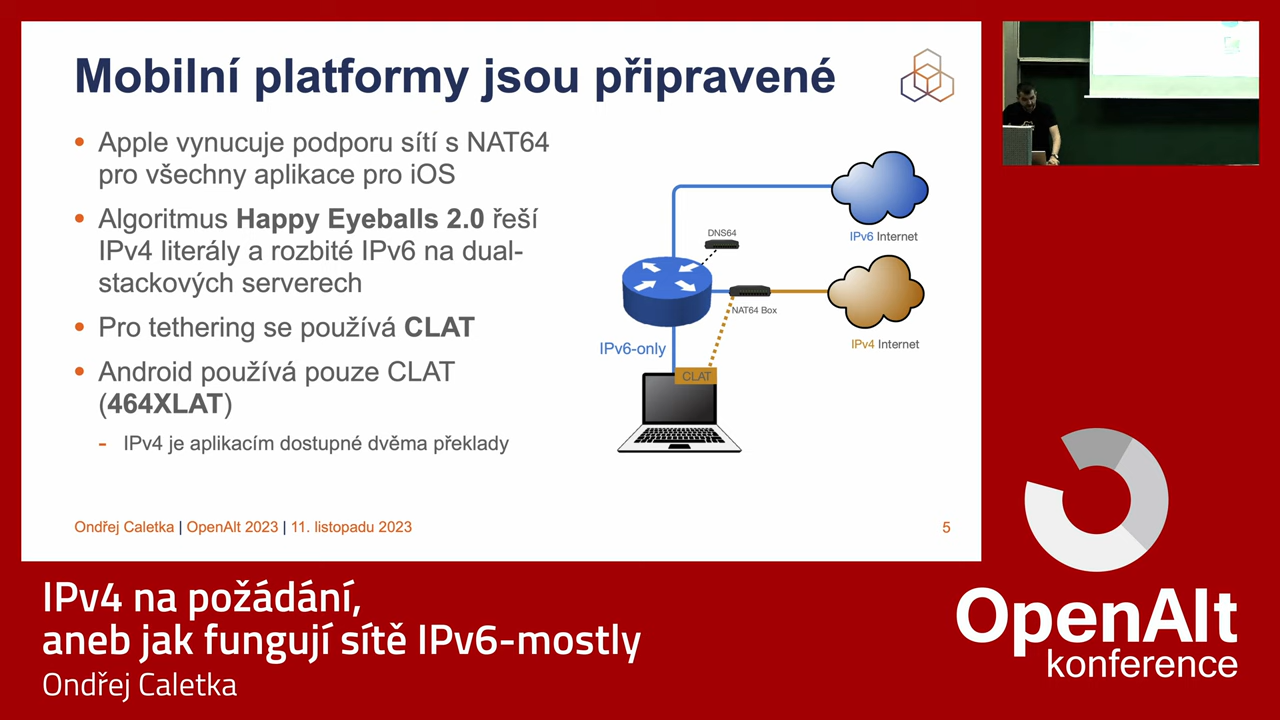 Mobilní platformy jsou připravené
• Apple vynucuje podporu sítí s NAT64
pro všechny aplikace pro iOS
• Algoritmus Happy Eyeballs 2.0 řeší
IPv4 literály a rozbité IPv6 na dual-
stackových serverech
• Pro tethering se používá CLAT
• Android používá pouze CLAT
(464XLAT)
- IPv4 je aplikacím dostupné dvěma překlady
DNS64
IPv6 Internet
NAT64 Box
IPv4 Internet
IPv6-only
CLAT
Ondřej Caletka | OpenAlt 2023 | 11. listopadu 2023
5
IPv4 na požádání,
aneb jak fungují sítě IPv6-mostly
Ondřej Caletka
OpenAlt
konference